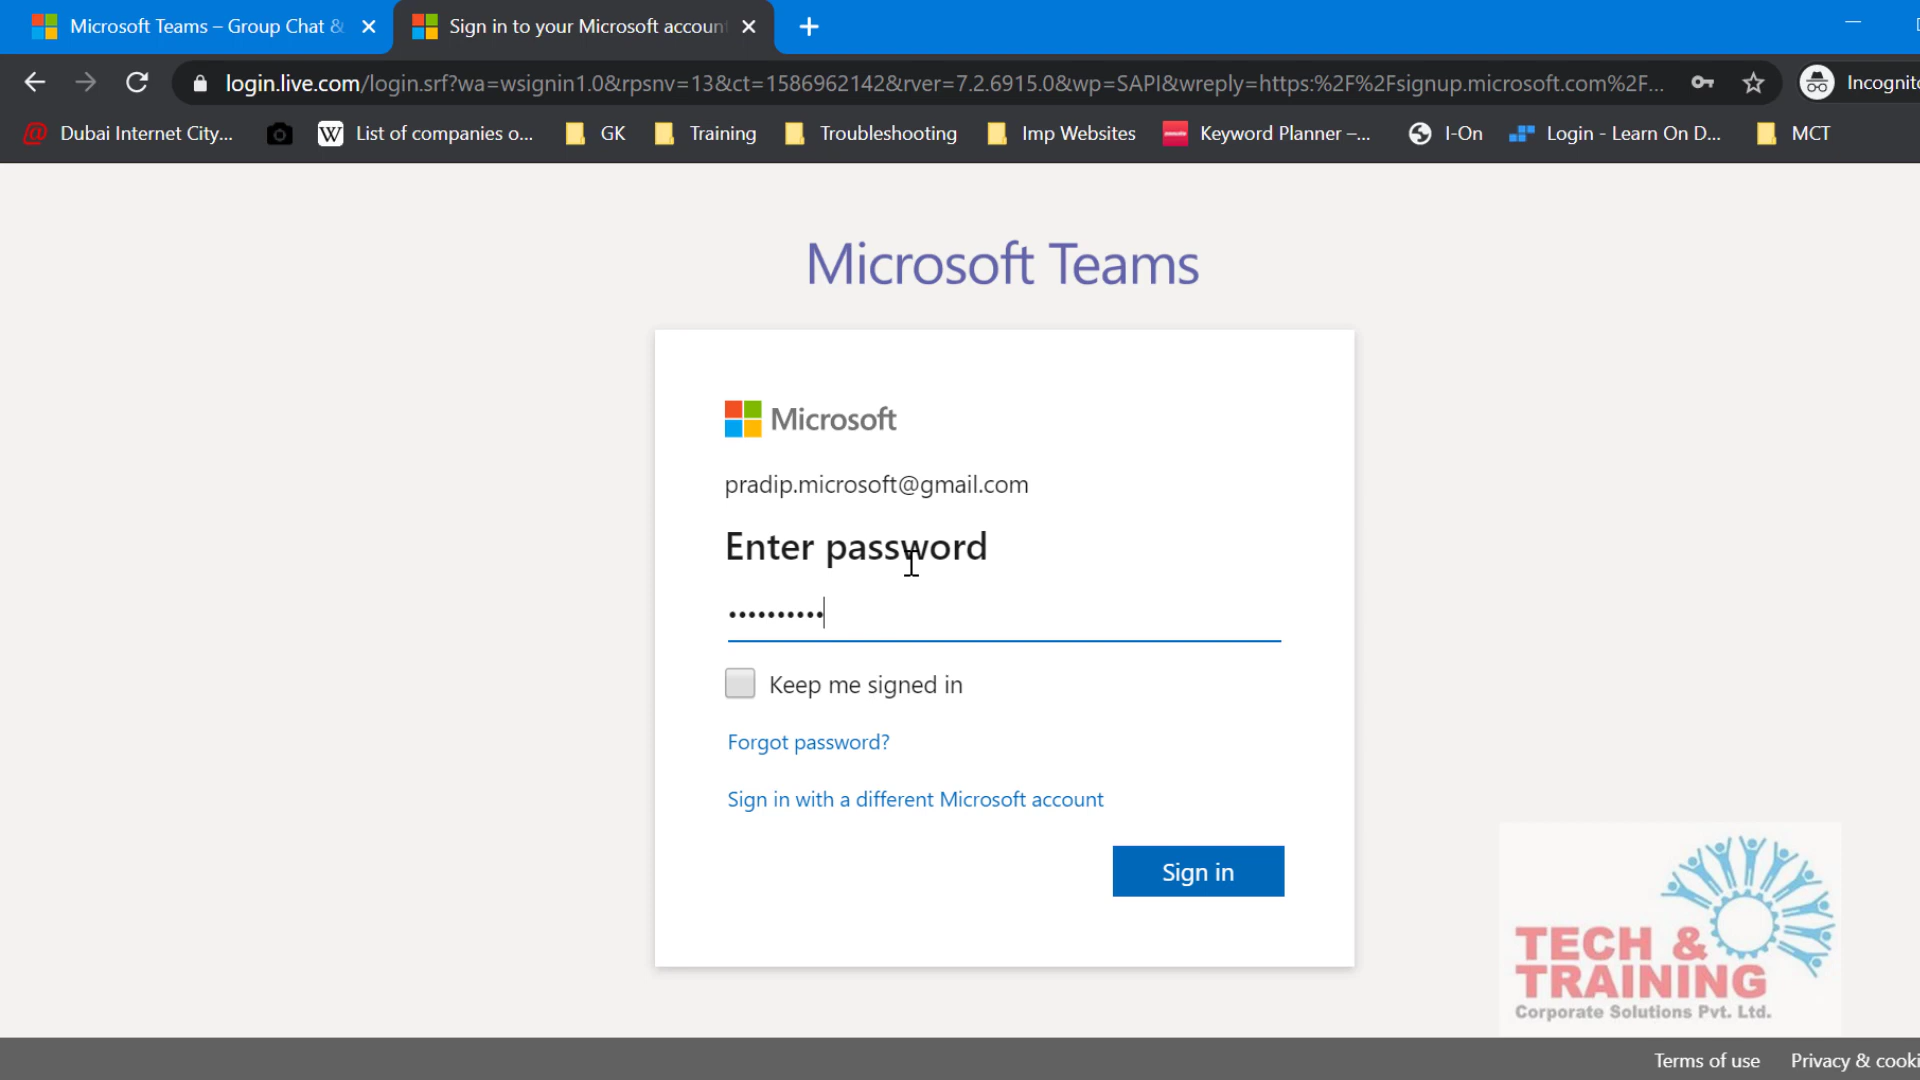 Microsoft Teams – Group Chat &
Sign in to your Microsoft accoun
login.live.com/login.srf?wa=wsignin1.0&rpsnv=13&ct=1586962142&rver=7.2.6915.0&wp=SAPI&wreply=https:%2F%2Fsignup.microsoft.com%2F...
Incognito
Dubai Internet City...
List of companies o...
GK
Training
Troubleshooting
Imp Websites
Keyword Planner –...
I-On
Login - Learn On D...
MCT
Microsoft Teams
Microsoft
pradip.microsoft@gmail.com
Enter password
••••••••••
Keep me signed in
Forgot password?
Sign in with a different Microsoft account
Sign in
TECH &
TRAINING
Corporate Solutions Pvt. Ltd.
Terms of use
Privacy & cooki